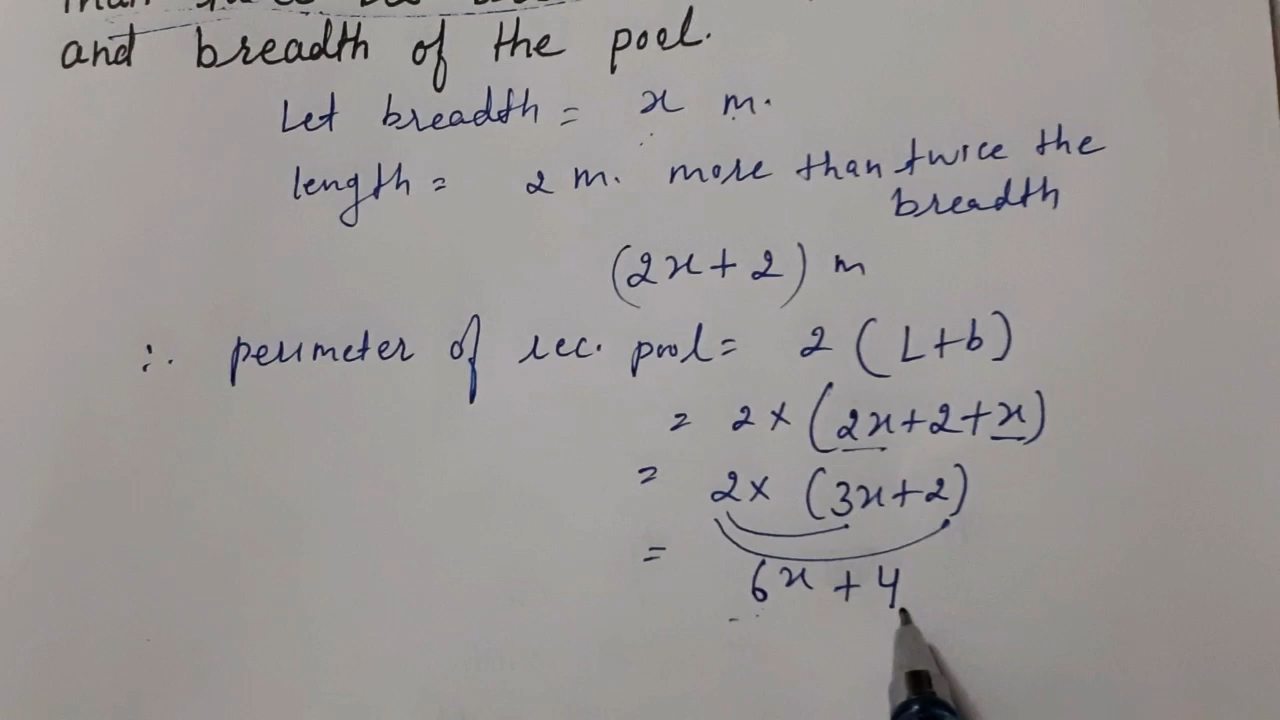 and breadth of the pool.
Let breadth = x m.
length = 2 m. more than twice the
breadth
(2x+2) m
∴ perimeter of rec. pool = 2 (L+b)
= 2 × (2x+2+x)
= 2× (3x+2)
= 6x + 4